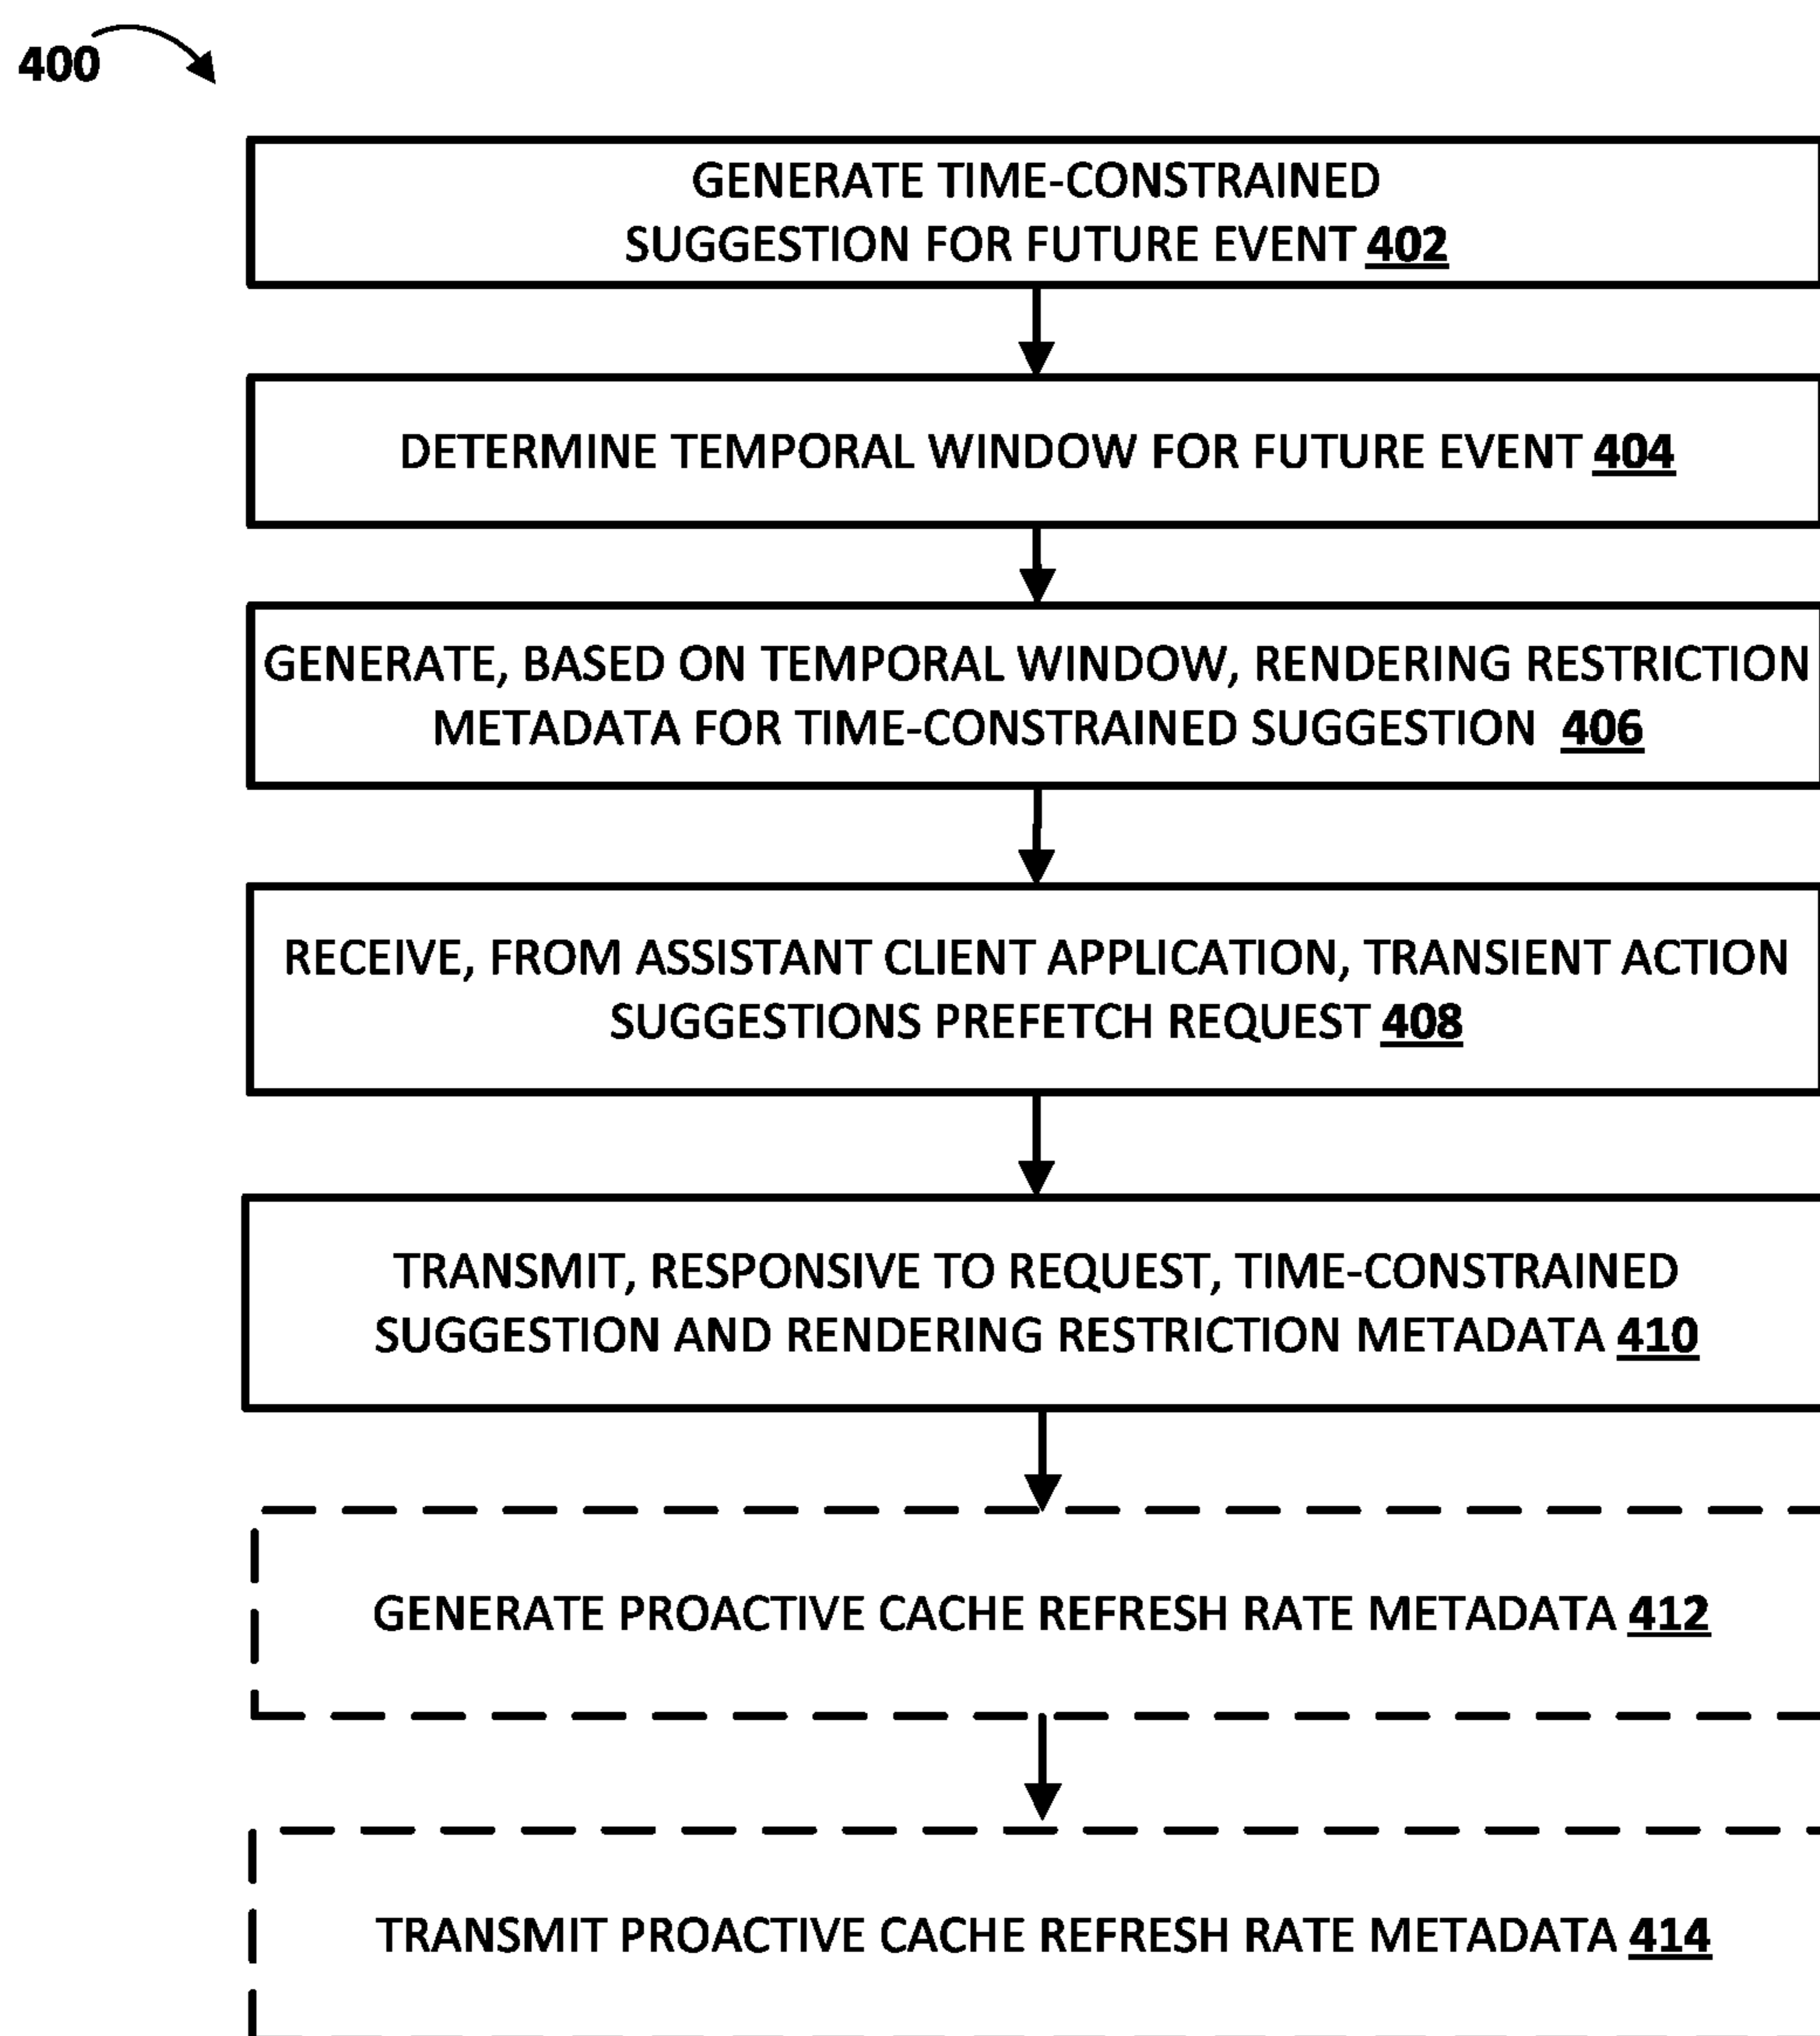 400
GENERATE TIME-CONSTRAINED
SUGGESTION FOR FUTURE EVENT 402
DETERMINE TEMPORAL WINDOW FOR FUTURE EVENT 404
GENERATE, BASED ON TEMPORAL WINDOW, RENDERING RESTRICTION
METADATA FOR TIME-CONSTRAINED SUGGESTION 406
RECEIVE, FROM ASSISTANT CLIENT APPLICATION, TRANSIENT ACTION
SUGGESTIONS PREFETCH REQUEST 408
TRANSMIT, RESPONSIVE TO REQUEST, TIME-CONSTRAINED
SUGGESTION AND RENDERING RESTRICTION METADATA 410
GENERATE PROACTIVE CACHE REFRESH RATE METADATA 412
TRANSMIT PROACTIVE CACHE REFRESH RATE METADATA 414